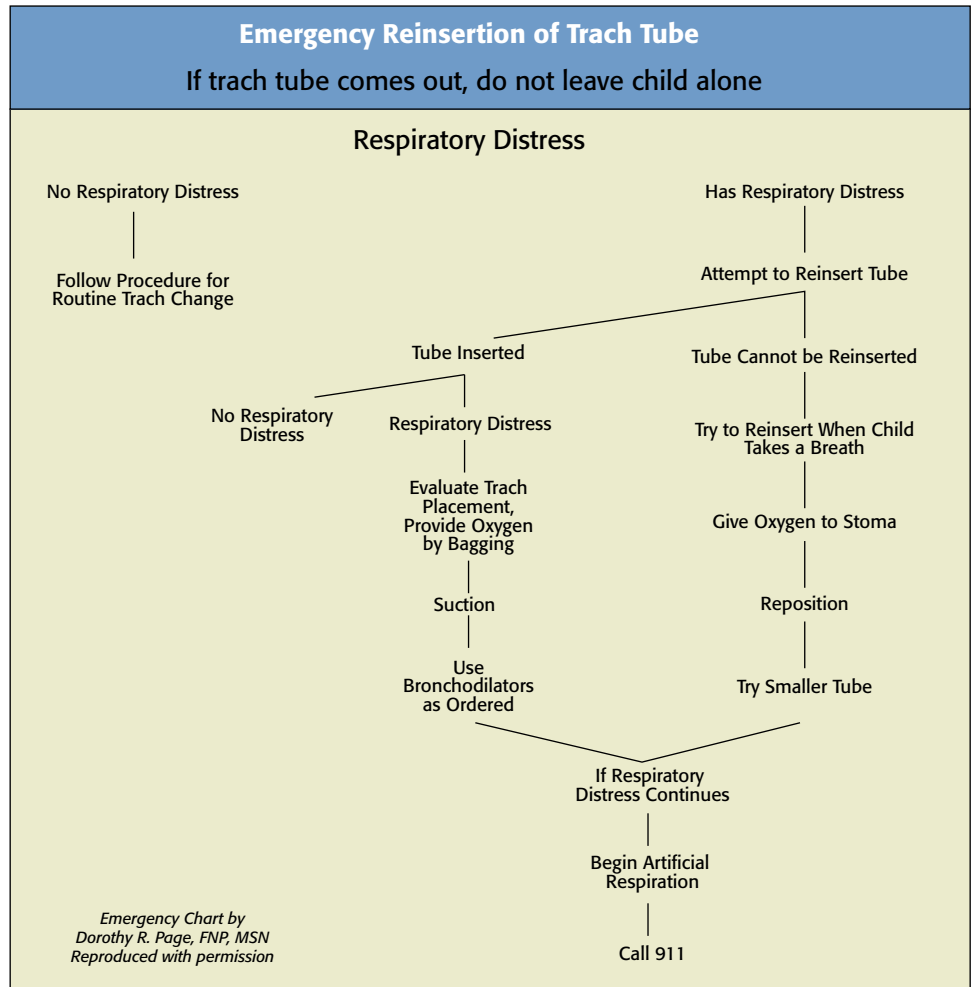 Emergency Reinsertion of Trach Tube
If trach tube comes out, do not leave child alone
Respiratory Distress
No Respiratory Distress
Follow Procedure for
Routine Trach Change
Has Respiratory Distress
Attempt to Reinsert Tube
Tube Inserted
No Respiratory
Distress
Respiratory Distress
Evaluate Trach
Placement,
Provide Oxygen
by Bagging
Suction
Use
Bronchodilators
as Ordered
Tube Cannot be Reinserted
Try to Reinsert When Child
Takes a Breath
Give Oxygen to Stoma
Reposition
Try Smaller Tube
If Respiratory
Distress Continues
Begin Artificial
Respiration
Call 911
Emergency Chart by
Dorothy R. Page, FNP, MSN
Reproduced with permission